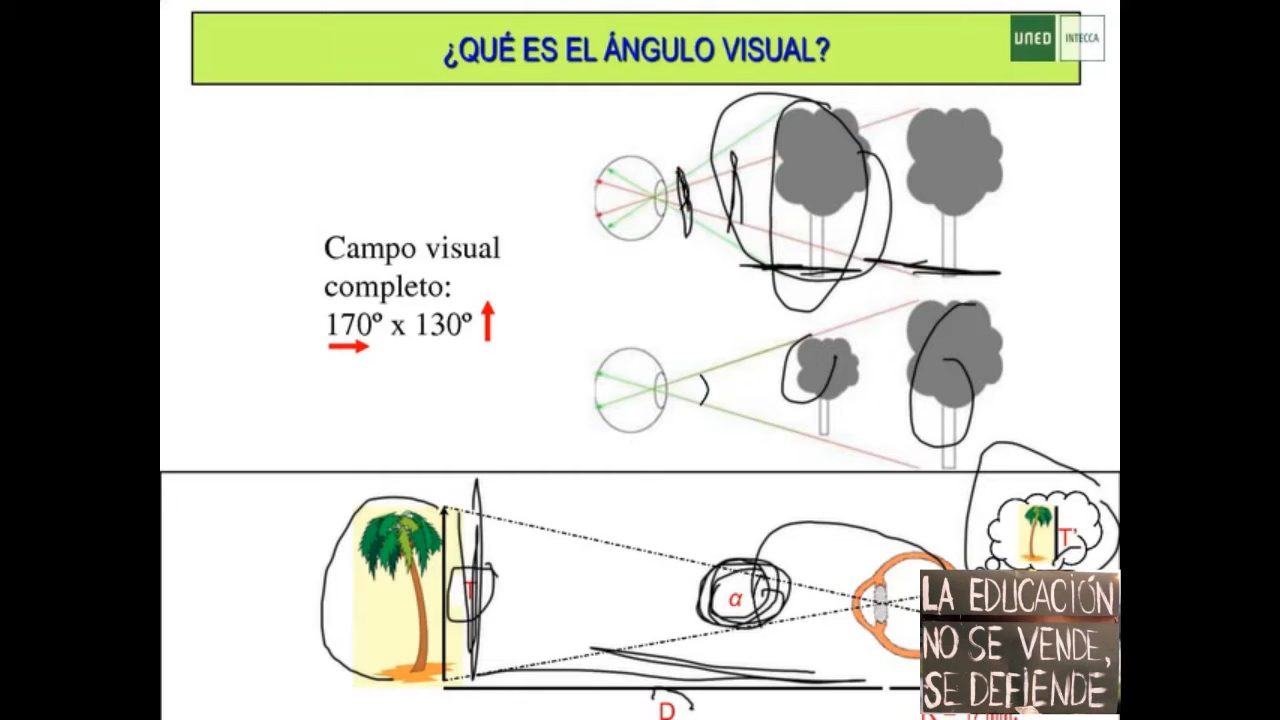 ¿QUÉ ES EL ÁNGULO VISUAL?
UNED
INTECCA
Campo visual
completo:
170º x 130º
T
α
T'
D
LA EDUCACIÓN
NO SE VENDE,
SE DEFIENDE